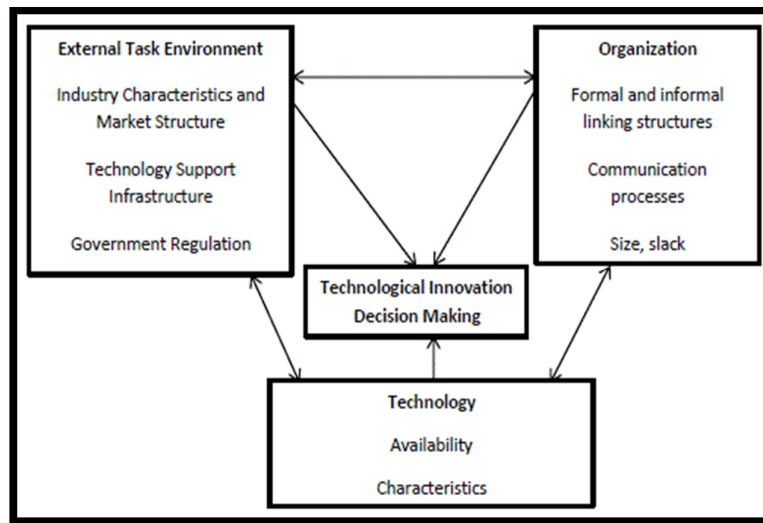 External Task Environment
Industry Characteristics and
Market Structure
Technology Support
Infrastructure
Government Regulation
Organization
Formal and informal
linking structures
Communication
processes
Size, slack
Technological Innovation
Decision Making
Technology
Availability
Characteristics